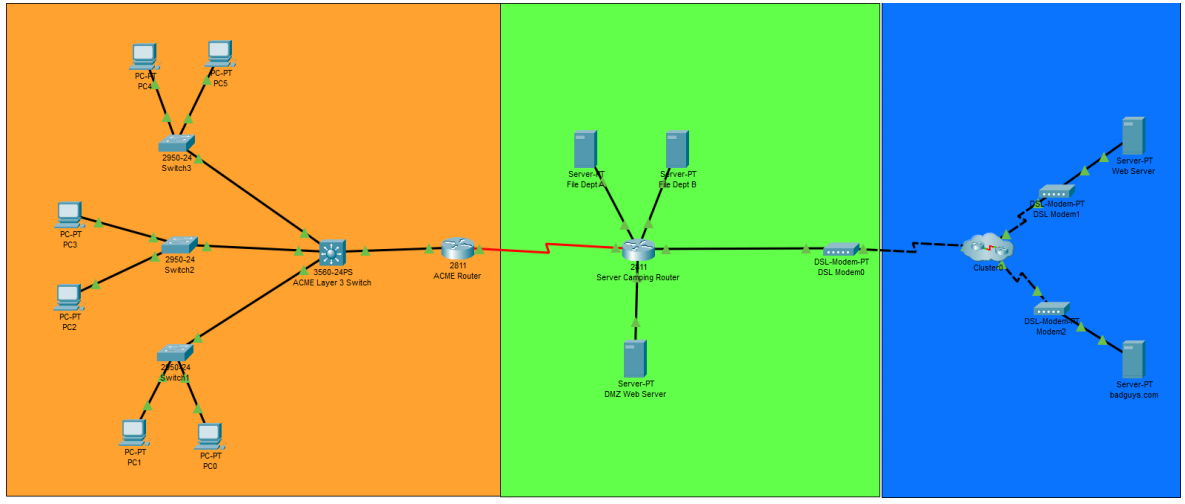 PC-PT
PC4
PC-PT
PC5
2950-24
Switch3
PC-PT
PC3
2950-24
Switch2
PC-PT
PC2
2950-24
Switch1
PC-PT
PC1
PC-PT
PC0
3560-24PS
ACME Layer 3 Switch
2811
ACME Router
Server-PT
File Dept A
Server-PT
File Dept B
2811
Server Camping Router
Server-PT
DMZ Web Server
DSL-Modem-PT
DSL Modem0
Cluster0
DSL-Modem-PT
DSL Modem1
Server-PT
Web Server
DSL-Modem-PT
Modem2
Server-PT
badguys.com